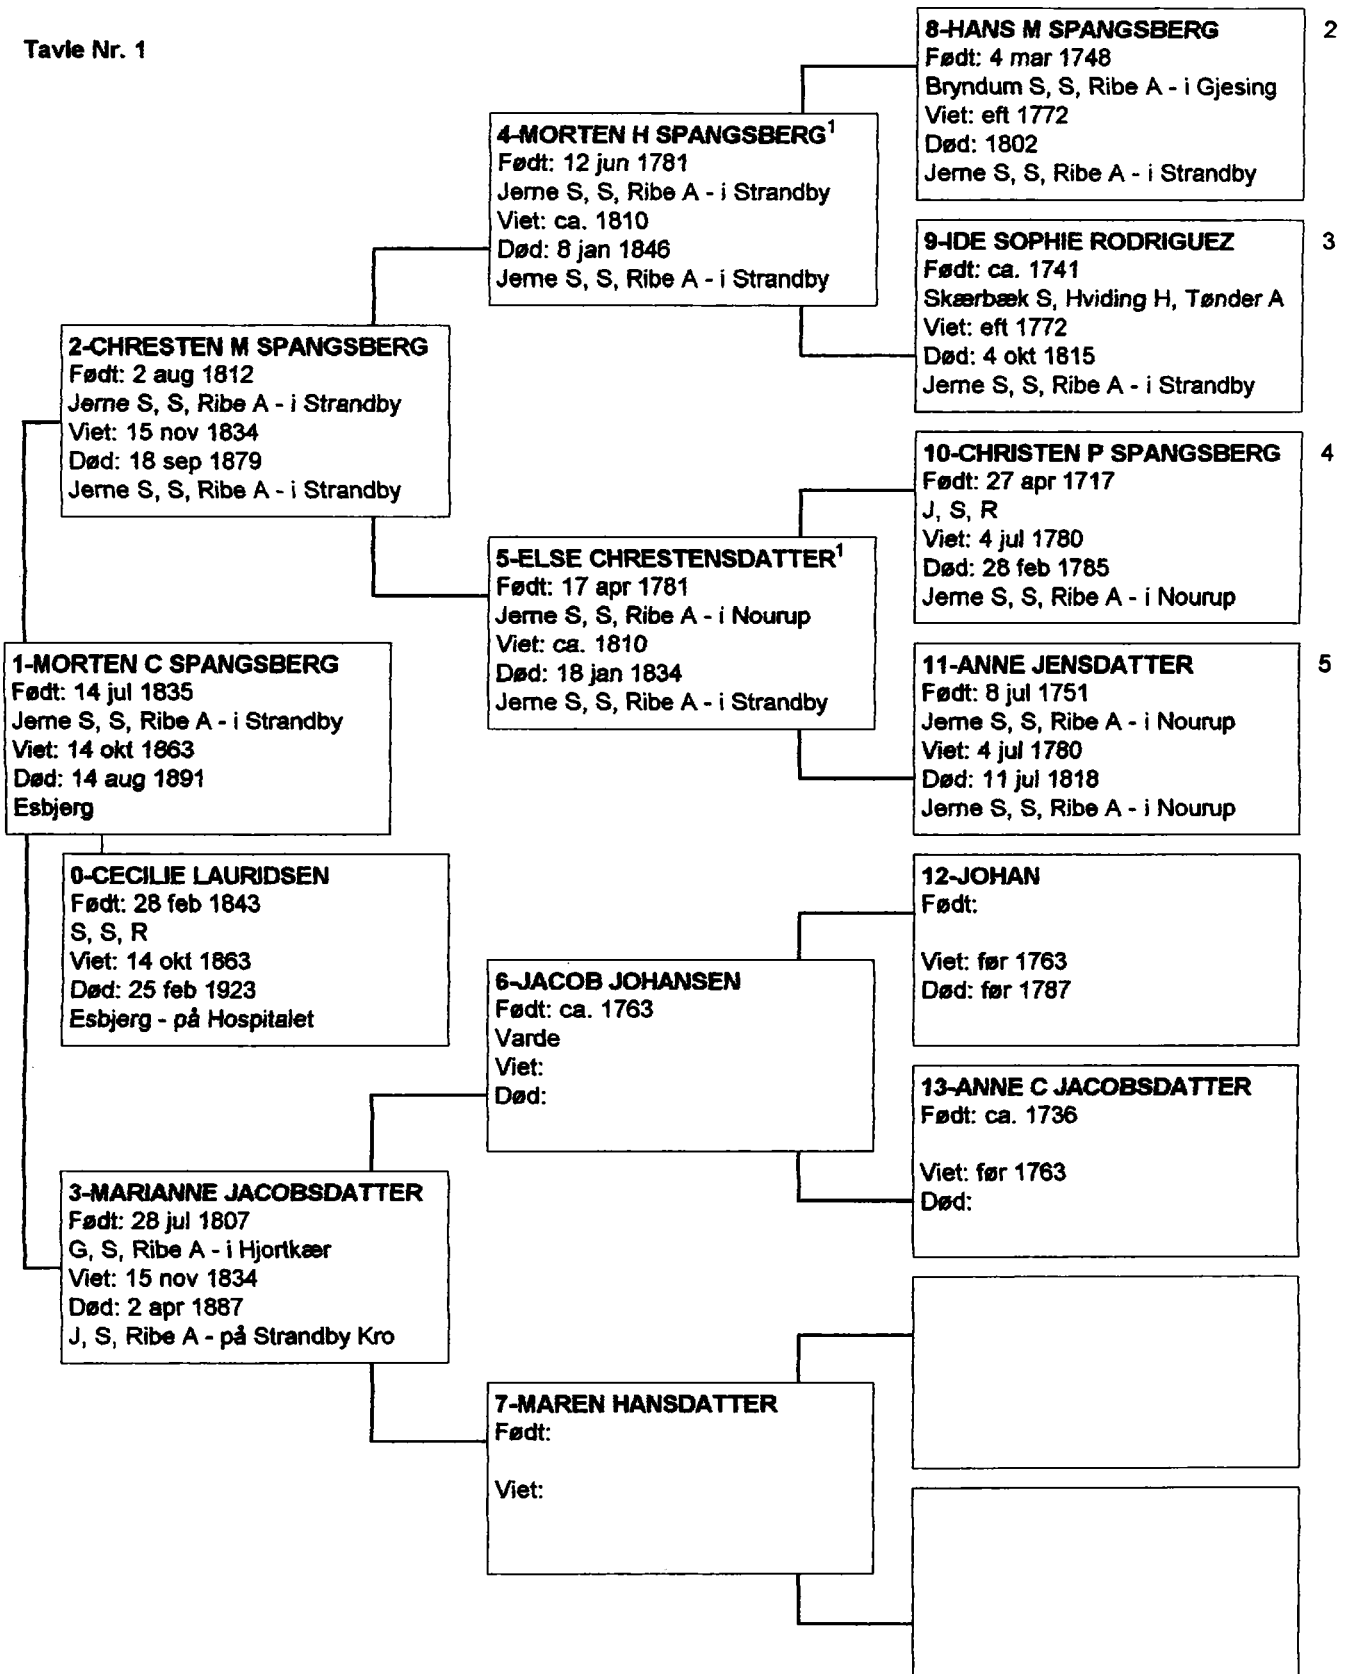 Tavle Nr. 1
8-HANS M SPANGSBERG
Født: 4 mar 1748
Bryndum S, S, Ribe A - i Gjesing
Viet: eft 1772
Død: 1802
Jerne S, S, Ribe A - i Strandby
2
4-MORTEN H SPANGSBERG¹
Født: 12 jun 1781
Jerne S, S, Ribe A - i Strandby
Viet: ca. 1810
Død: 8 jan 1846
Jerne S, S, Ribe A - i Strandby
9-IDE SOPHIE RODRIGUEZ
Født: ca. 1741
Skærbæk S, Hviding H, Tønder A
Viet: eft 1772
Død: 4 okt 1815
Jerne S, S, Ribe A - i Strandby
3
2-CHRESTEN M SPANGSBERG
Født: 2 aug 1812
Jerne S, S, Ribe A - i Strandby
Viet: 15 nov 1834
Død: 18 sep 1879
Jerne S, S, Ribe A - i Strandby
10-CHRISTEN P SPANGSBERG
Født: 27 apr 1717
J, S, R
Viet: 4 jul 1780
Død: 28 feb 1785
Jerne S, S, Ribe A - i Nourup
4
5-ELSE CHRESTENSDATTER¹
Født: 17 apr 1781
Jerne S, S, Ribe A - i Nourup
Viet: ca. 1810
Død: 18 jan 1834
Jerne S, S, Ribe A - i Strandby
11-ANNE JENSDATTER
Født: 8 jul 1751
Jerne S, S, Ribe A - i Nourup
Viet: 4 jul 1780
Død: 11 jul 1818
Jerne S, S, Ribe A - i Nourup
5
1-MORTEN C SPANGSBERG
Født: 14 jul 1835
Jerne S, S, Ribe A - i Strandby
Viet: 14 okt 1863
Død: 14 aug 1891
Esbjerg
0-CECILIE LAURIDSEN
Født: 28 feb 1843
S, S, R
Viet: 14 okt 1863
Død: 25 feb 1923
Esbjerg - på Hospitalet
12-JOHAN
Født:
Viet: før 1763
Død: før 1787
6-JACOB JOHANSEN
Født: ca. 1763
Varde
Viet:
Død:
13-ANNE C JACOBSDATTER
Født: ca. 1736
Viet: før 1763
Død:
3-MARIANNE JACOBSDATTER
Født: 28 jul 1807
G, S, Ribe A - i Hjortkær
Viet: 15 nov 1834
Død: 2 apr 1887
J, S, Ribe A - på Strandby Kro
7-MAREN HANSDATTER
Født:
Viet: